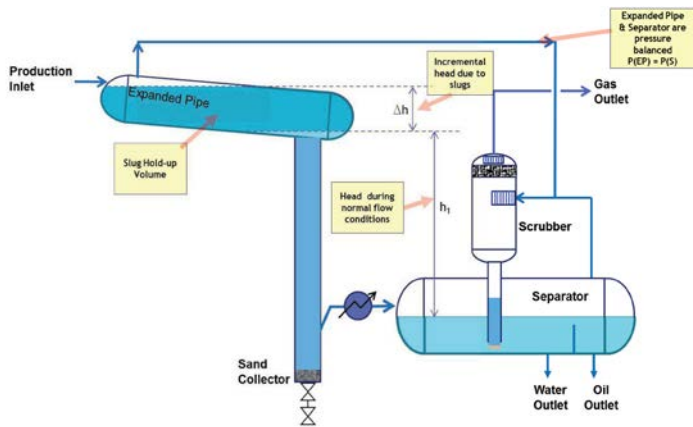 Expanded Pipe
& Separator are
pressure
balanced
P(EP) = P(S)
Production
Inlet
Expanded Pipe
Incremental
head due to
slugs
Δh
Gas
Outlet
Slug Hold-up
Volume
Head during
normal flow
conditions
h₁
Scrubber
Separator
Sand
Collector
Water
Outlet
Oil
Outlet